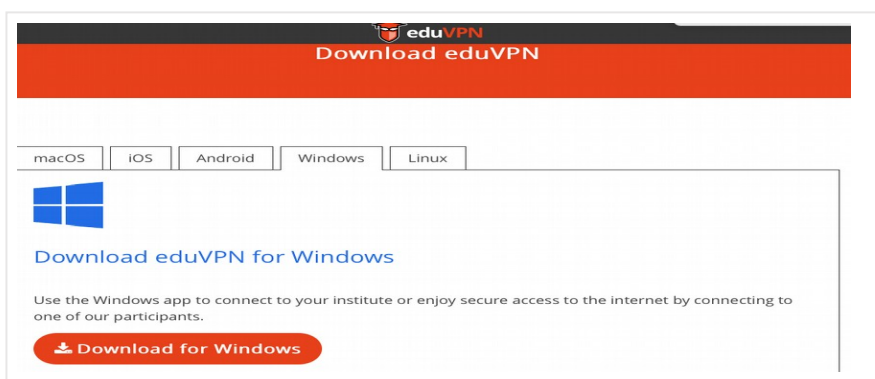 eduVPN
Download eduVPN
macOS iOS Android Windows Linux
Download eduVPN for Windows
Use the Windows app to connect to your institute or enjoy secure access to the internet by connecting to
one of our participants.
Download for Windows